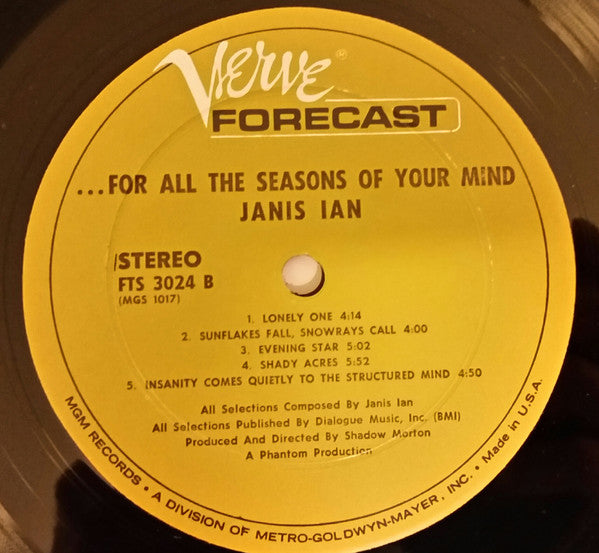 Verve®
FORECAST
...FOR ALL THE SEASONS OF YOUR MIND
JANIS IAN
STEREO
FTS 3024 B
(MGS 1017)
1. LONELY ONE 4:14
2. SUNFLAKES FALL, SNOWRAYS CALL 4:00
3. EVENING STAR 5:02
4. SHADY ACRES 5:52
5. INSANITY COMES QUIETLY TO THE STRUCTURED MIND 4:50
All Selections Composed By Janis Ian
All Selections Published By Dialogue Music, Inc. (BMI)
Produced And Directed By Shadow Morton
A Phantom Production
MGM RECORDS • A DIVISION OF METRO-GOLDWYN-MAYER, INC. • Made in U.S.A.